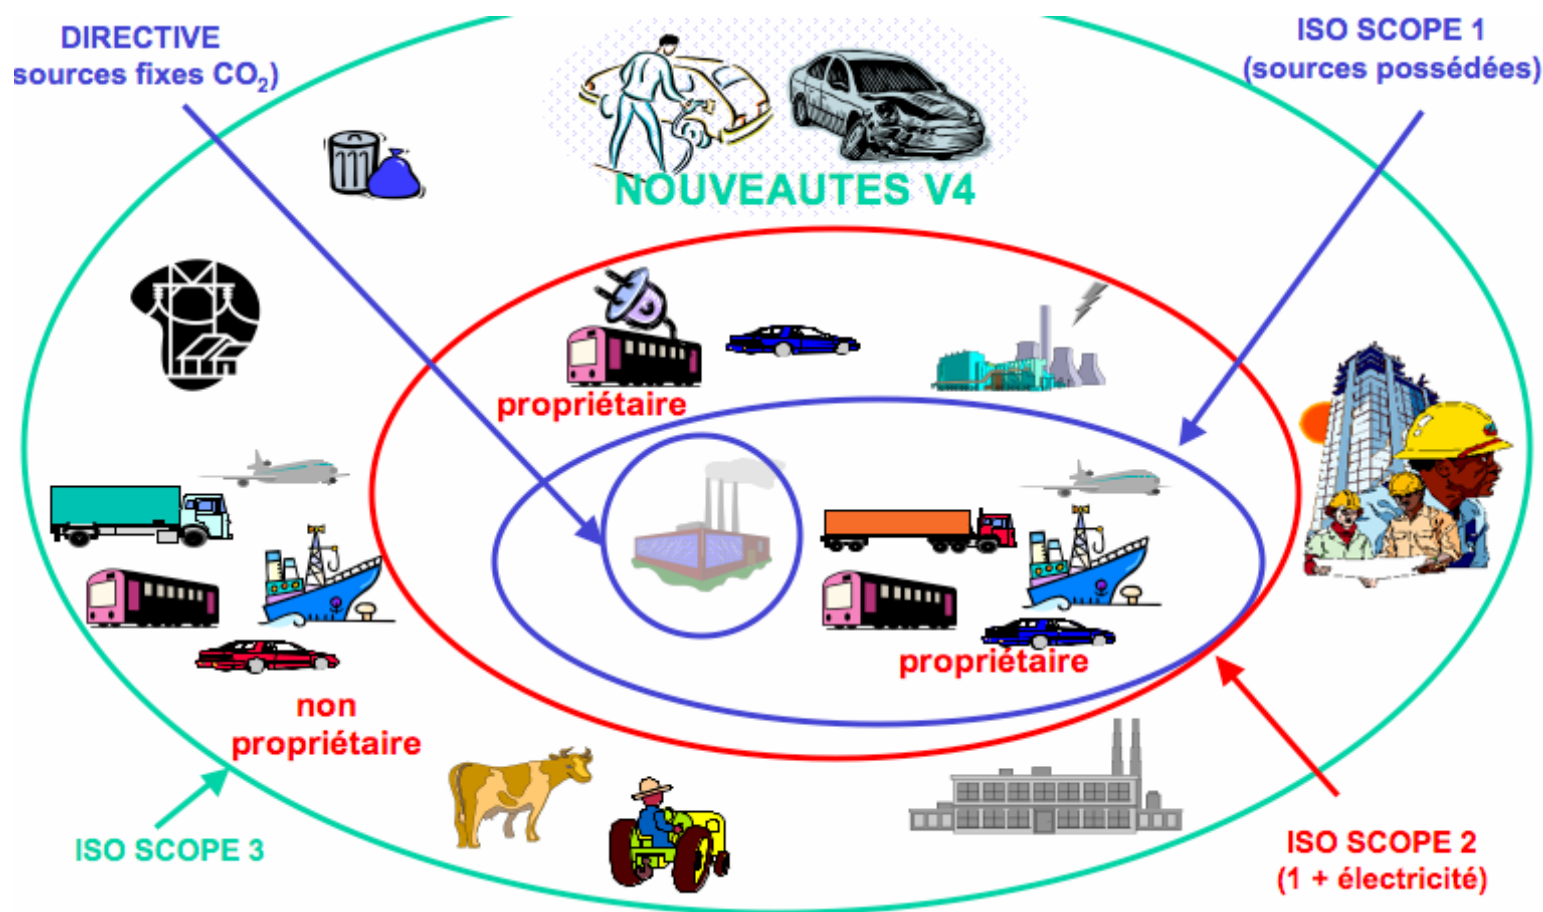 DIRECTIVE
(sources fixes CO₂)
ISO SCOPE 1
(sources possédées)
NOUVEAUTES V4
propriétaire
propriétaire
non
propriétaire
ISO SCOPE 3
ISO SCOPE 2
(1 + électricité)